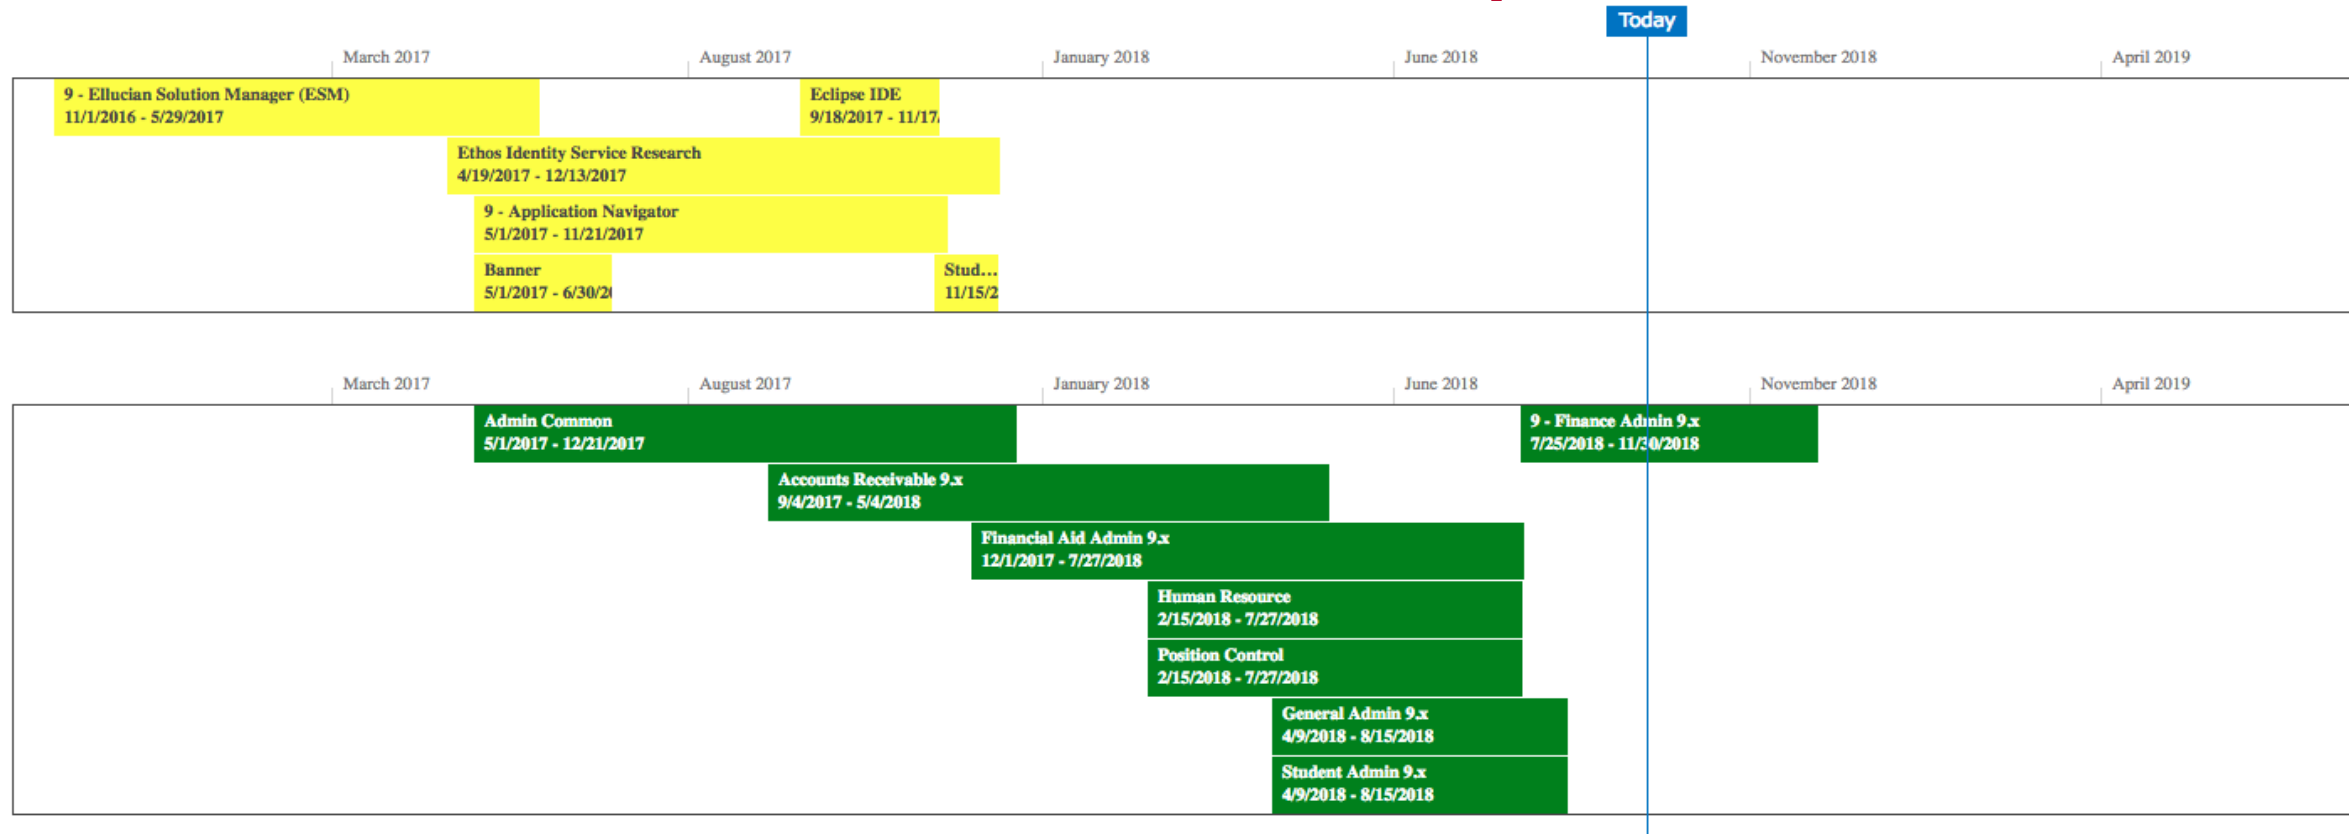 Today
March 2017 August 2017 January 2018 June 2018 November 2018 April 2019
9 - Ellucian Solution Manager (ESM)
11/1/2016 - 5/29/2017
Eclipse IDE
9/18/2017 - 11/17/
Ethos Identity Service Research
4/19/2017 - 12/13/2017
9 - Application Navigator
5/1/2017 - 11/21/2017
Banner
5/1/2017 - 6/30/20
Stud...
11/15/2
March 2017 August 2017 January 2018 June 2018 November 2018 April 2019
Admin Common
5/1/2017 - 12/21/2017
9 - Finance Admin 9.x
7/25/2018 - 11/30/2018
Accounts Receivable 9.x
9/4/2017 - 5/4/2018
Financial Aid Admin 9.x
12/1/2017 - 7/27/2018
Human Resource
2/15/2018 - 7/27/2018
Position Control
2/15/2018 - 7/27/2018
General Admin 9.x
4/9/2018 - 8/15/2018
Student Admin 9.x
4/9/2018 - 8/15/2018